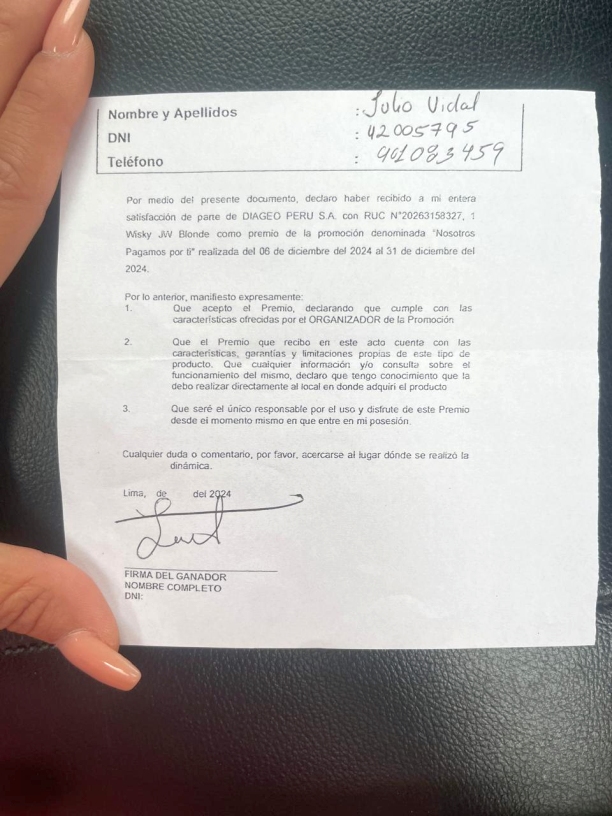 Nombre y Apellidos : Julio Vidal
DNI : 42005795
Teléfono : 961083459
Por medio del presente documento, declaro haber recibido a mi entera
satisfacción de parte de DIAGEO PERU S.A. con RUC N°20263158327, 1
Wisky JW Blonde como premio de la promoción denominada "Nosotros
Pagamos por ti" realizada del 06 de diciembre del 2024 al 31 de diciembre del
2024.
Por lo anterior, manifiesto expresamente:
1. Que acepto el Premio, declarando que cumple con las
características ofrecidas por el ORGANIZADOR de la Promoción
2. Que el Premio que recibo en este acto cuenta con las
características, garantías y limitaciones propias de este tipo de
producto. Que cualquier información y/o consulta sobre el
funcionamiento del mismo, declaro que tengo conocimiento que la
debo realizar directamente al local en donde adquirí el producto
3. Que seré el único responsable por el uso y disfrute de este Premio
desde el momento mismo en que entre en mi posesión.
Cualquier duda o comentario, por favor, acercarse al lugar dónde se realizó la
dinámica.
Lima, de del 2024
FIRMA DEL GANADOR
NOMBRE COMPLETO
DNI: